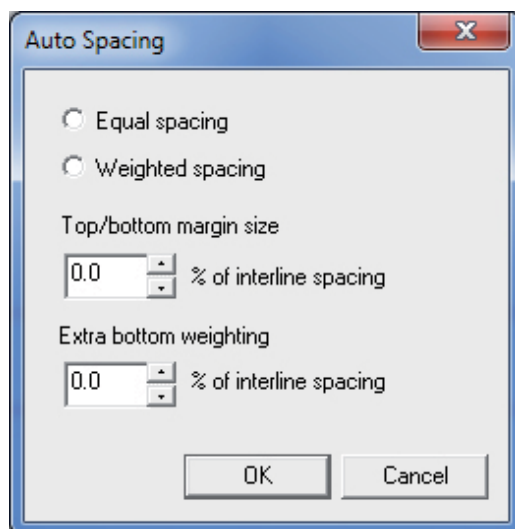 Auto Spacing
Equal spacing
Weighted spacing
Top/bottom margin size
0.0 % of interline spacing
Extra bottom weighting
0.0 % of interline spacing
OK Cancel